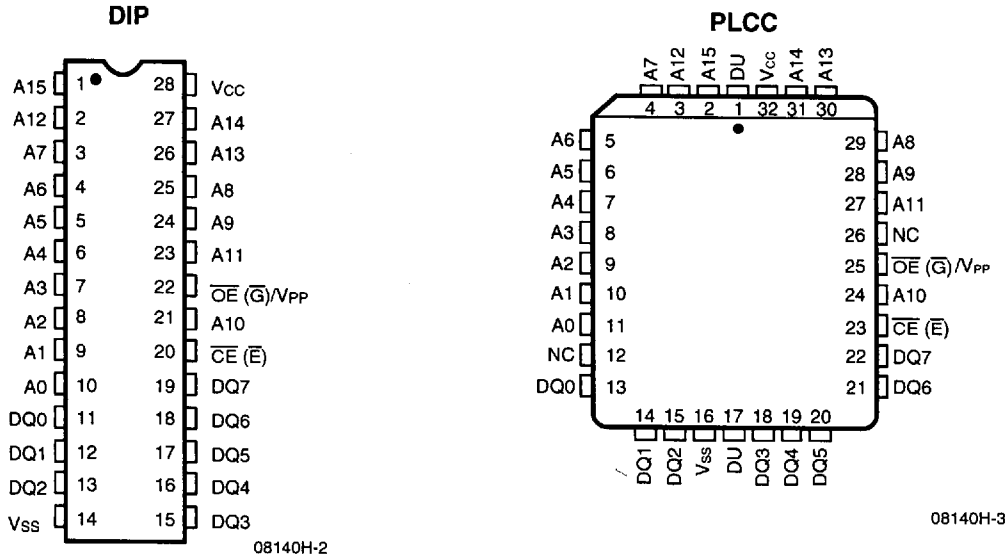 DIP
A15 1 28 VCC
A12 2 27 A14
A7 3 26 A13
A6 4 25 A8
A5 5 24 A9
A4 6 23 A11
A3 7 22 OE (G)/VPP
A2 8 21 A10
A1 9 20 CE (E)
A0 10 19 DQ7
DQ0 11 18 DQ6
DQ1 12 17 DQ5
DQ2 13 16 DQ4
VSS 14 15 DQ3
08140H-2
PLCC
A7 A12 A15 DU VCC A14 A13
4 3 2 1 32 31 30
A6 5 29 A8
A5 6 28 A9
A4 7 27 A11
A3 8 26 NC
A2 9 25 OE (G)/VPP
A1 10 24 A10
A0 11 23 CE (E)
NC 12 22 DQ7
DQ0 13 21 DQ6
14 15 16 17 18 19 20
DQ1 DQ2 VSS DU DQ3 DQ4 DQ5
08140H-3